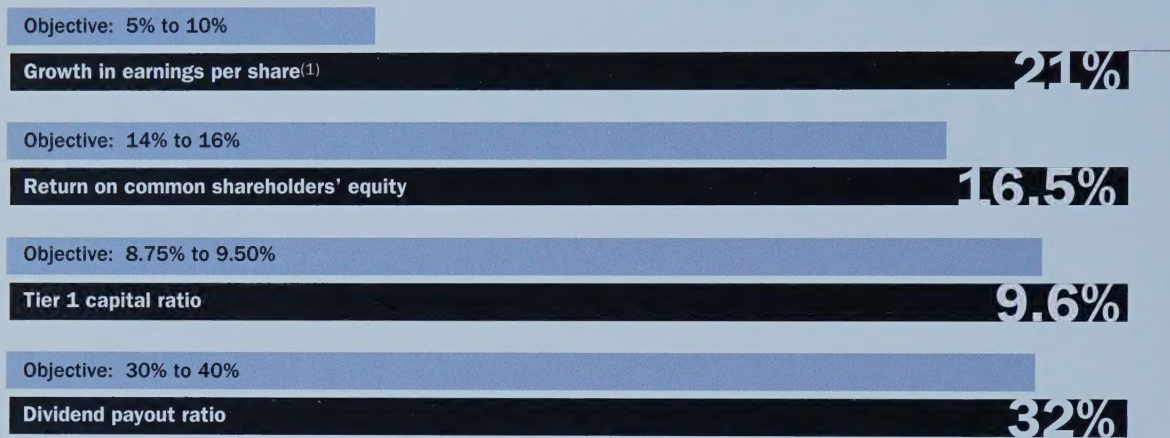 Objective: 5% to 10%
Growth in earnings per share(1) 21%
Objective: 14% to 16%
Return on common shareholders’ equity 16.5%
Objective: 8.75% to 9.50%
Tier 1 capital ratio 9.6%
Objective: 30% to 40%
Dividend payout ratio 32%